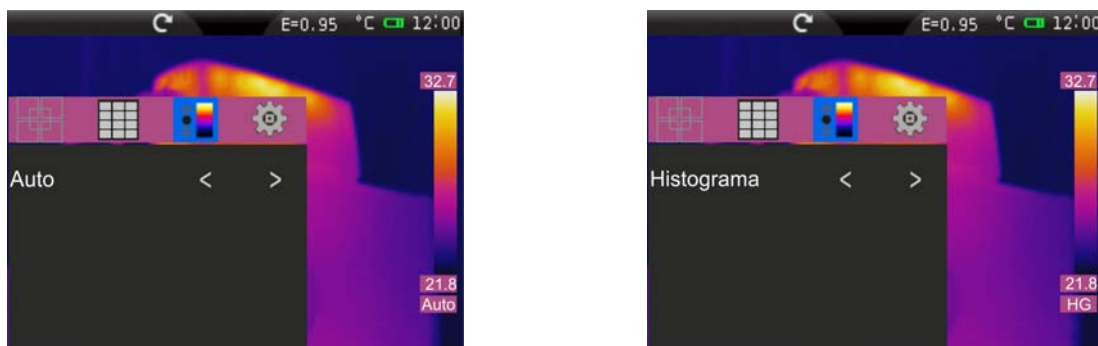 E=0.95 °C 12:00
32.7
Auto < >
21.8
Auto
E=0.95 °C 12:00
32.7
Histograma < >
21.8
HG